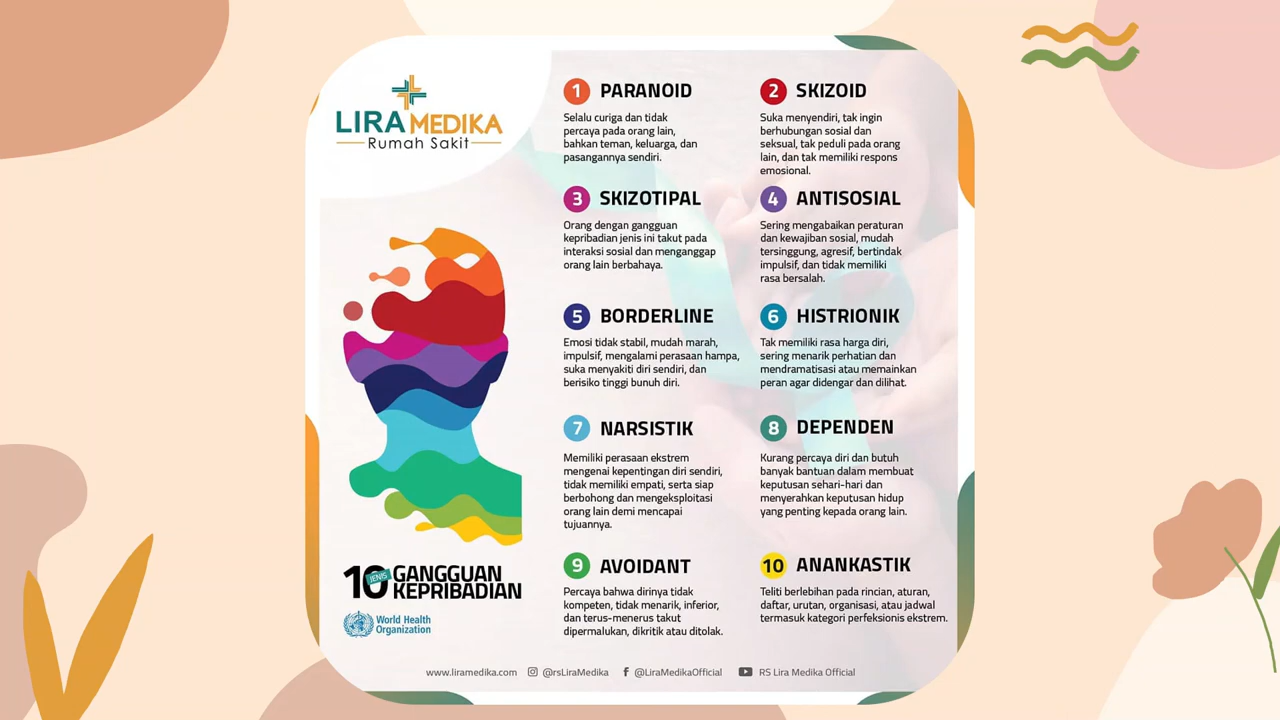 LIRA MEDIKA
Rumah Sakit
1 PARANOID
Selalu curiga dan tidak
percaya pada orang lain,
bahkan teman, keluarga, dan
pasangannya sendiri.
2 SKIZOID
Suka menyendiri, tak ingin
berhubungan sosial dan
seksual, tak peduli pada orang
lain, dan tak memiliki respons
emosional.
3 SKIZOTIPAL
Orang dengan gangguan
kepribadian jenis ini takut pada
interaksi sosial dan menganggap
orang lain berbahaya.
4 ANTISOSIAL
Sering mengabaikan peraturan
dan kewajiban sosial, mudah
tersinggung, agresif, bertindak
impulsif, dan tidak memiliki
rasa bersalah.
5 BORDERLINE
Emosi tidak stabil, mudah marah,
impulsif, mengalami perasaan hampa,
suka menyakiti diri sendiri, dan
berisiko tinggi bunuh diri.
6 HISTRIONIK
Tak memiliki rasa harga diri,
sering menarik perhatian dan
mendramatisasi atau memainkan
peran agar didengar dan dilihat.
7 NARSISTIK
Memiliki perasaan ekstrem
mengenai kepentingan diri sendiri,
tidak memiliki empati, serta siap
berbohong dan mengeksploitasi
orang lain demi mencapai
tujuannya.
8 DEPENDEN
Kurang percaya diri dan butuh
banyak bantuan dalam membuat
keputusan sehari-hari dan
menyerahkan keputusan hidup
yang penting kepada orang lain.
9 AVOIDANT
Percaya bahwa dirinya tidak
kompeten, tidak menarik, inferior,
dan terus-menerus takut
dipermalukan, dikritik atau ditolak.
10 ANANKASTIK
Teliti berlebihan pada rincian, aturan,
daftar, urutan, organisasi, atau jadwal
termasuk kategori perfeksionis ekstrem.
10 JENIS GANGGUAN
KEPRIBADIAN
World Health
Organization
www.liramedika.com @rsLiraMedika @LiraMedikaOfficial RS Lira Medika Official